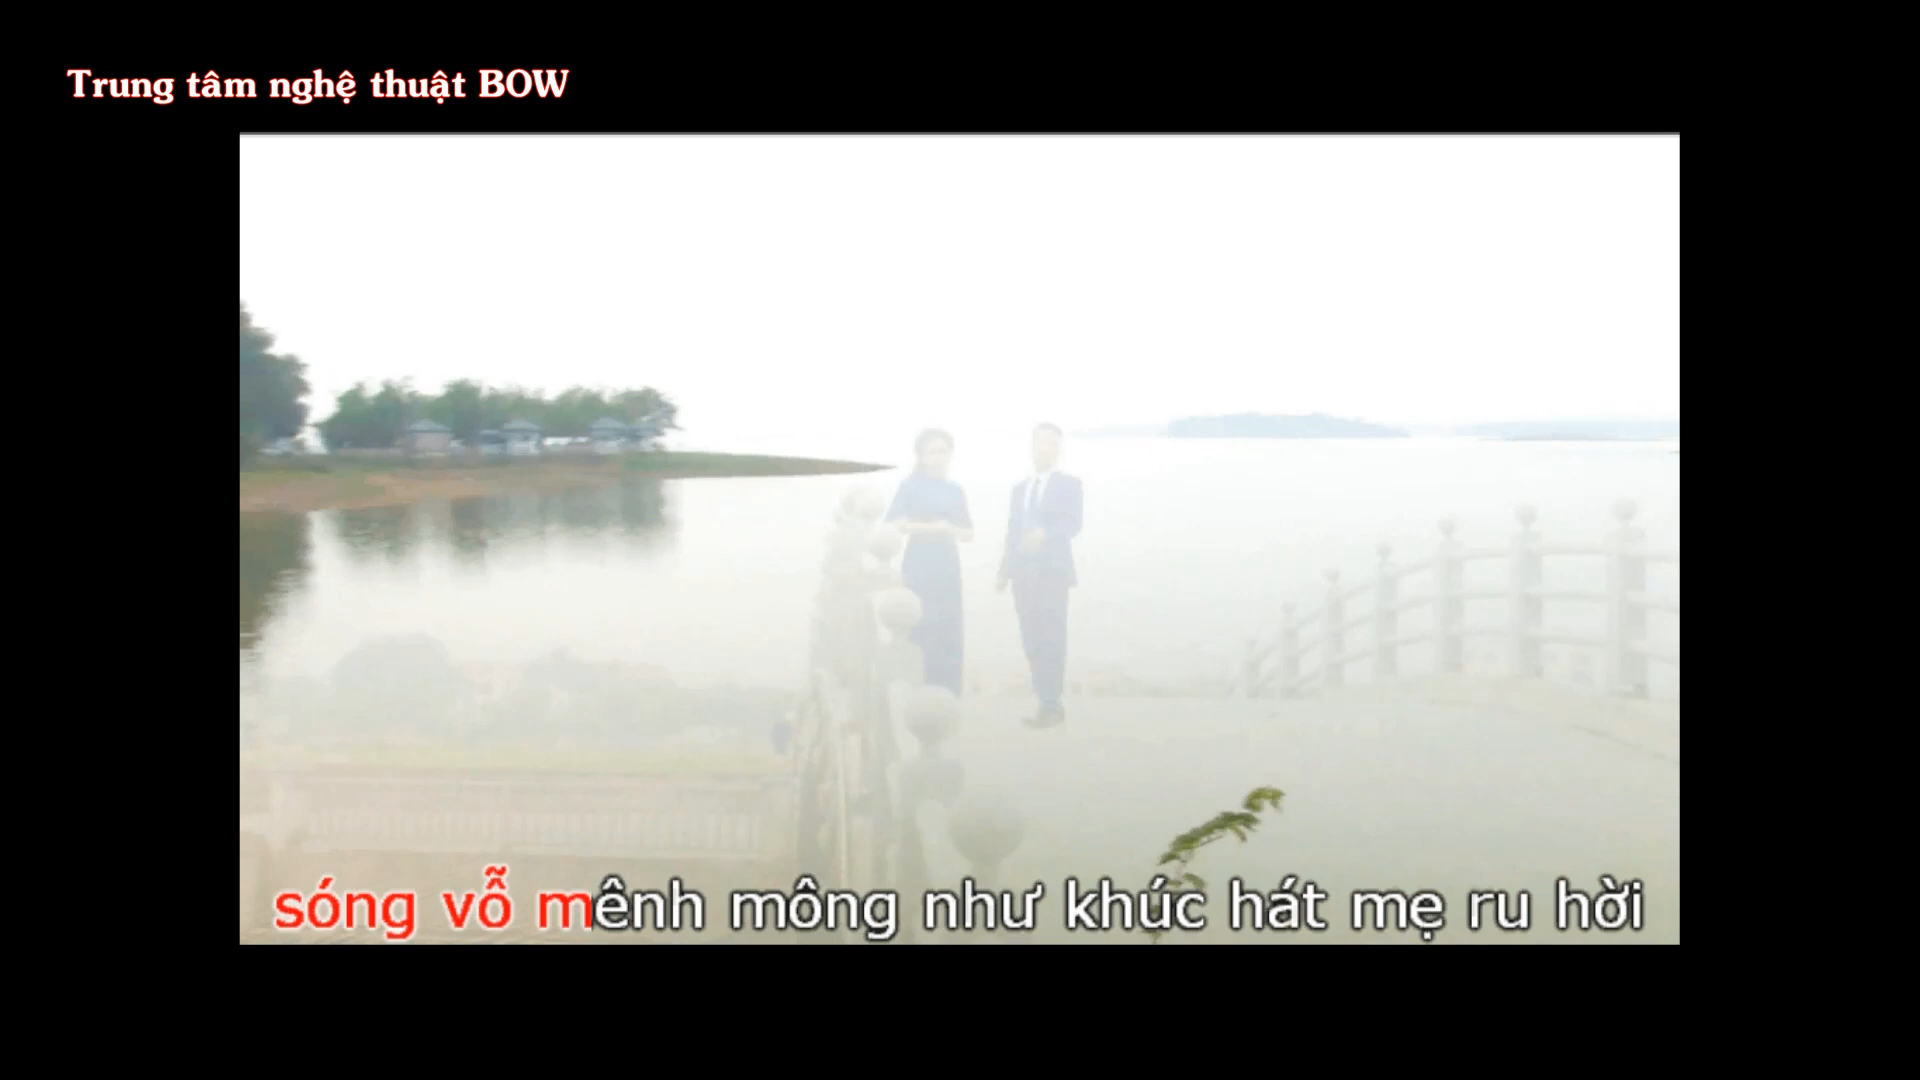 Trung tâm nghệ thuật BOW
sóng vỗ mênh mông như khúc hát mẹ ru hời